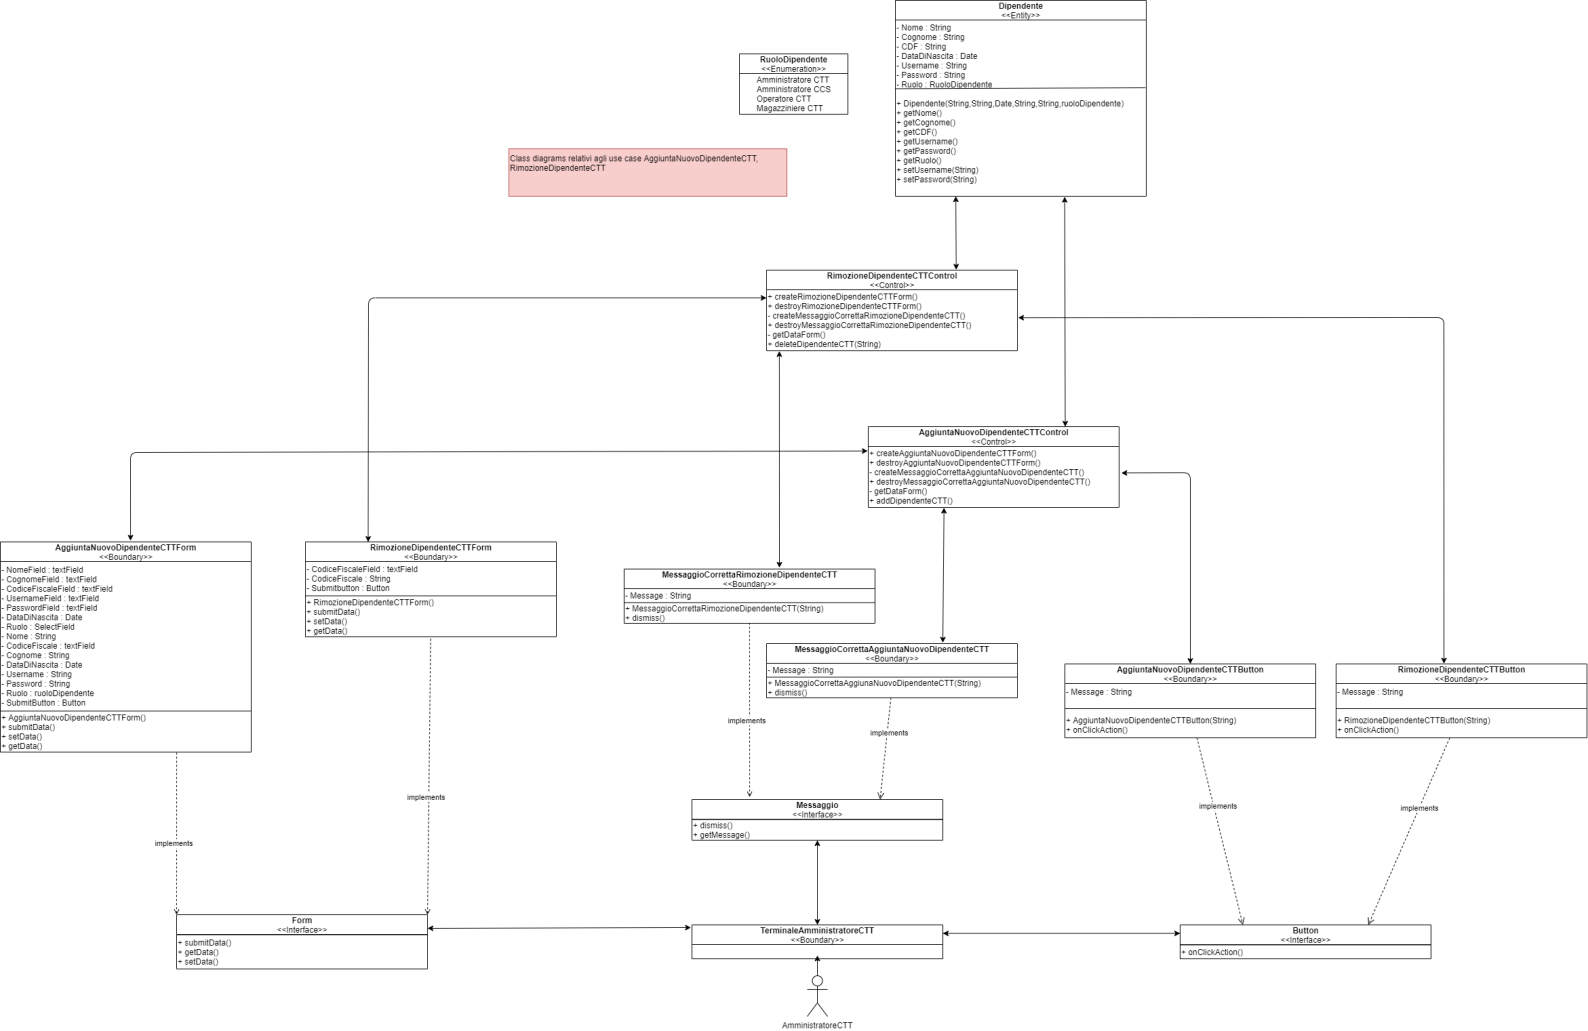 Dipendente
<<Entity>>
- Nome : String
- Cognome : String
- CDF : String
- DataDiNascita : Date
- Username : String
- Password : String
- Ruolo : RuoloDipendente
+ Dipendente(String,String,Date,String,String,ruoloDipendente)
+ getNome()
+ getCognome()
+ getCDF()
+ getUsername()
+ getPassword()
+ getRuolo()
+ setUsername(String)
+ setPassword(String)
RuoloDipendente
<<Enumeration>>
Amministratore CTT
Amministratore CCS
Operatore CTT
Magazziniere CTT
Class diagrams relativi agli use case AggiuntaNuovoDipendenteCTT,
RimozioneDipendenteCTT
RimozioneDipendenteCTTControl
<<Control>>
+ createRimozioneDipendenteCTTForm()
+ destroyRimozioneDipendenteCTTForm()
- createMessaggioCorrettaRimozioneDipendenteCTT()
+ destroyMessaggioCorrettaRimozioneDipendenteCTT()
- getDataForm()
+ deleteDipendenteCTT(String)
AggiuntaNuovoDipendenteCTTControl
<<Control>>
+ createAggiuntaNuovoDipendenteCTTForm()
+ destroyAggiuntaNuovoDipendenteCTTForm()
- createMessaggioCorrettaAggiuntaNuovoDipendenteCTT()
+ destroyMessaggioCorrettaAggiuntaNuovoDipendenteCTT()
- getDataForm()
+ addDipendenteCTT()
AggiuntaNuovoDipendenteCTTForm
<<Boundary>>
- NomeField : textField
- CognomeField : textField
- CodiceFiscaleField : textField
- UsernameField : textField
- PasswordField : textField
- DataDiNascita : Date
- Ruolo : SelectField
- Nome : String
- CodiceFiscale : textField
- Cognome : String
- DataDiNascita : Date
- Username : String
- Password : String
- Ruolo : ruoloDipendente
- SubmitButton : Button
+ AggiuntaNuovoDipendenteCTTForm()
+ submitData()
+ setData()
+ getData()
RimozioneDipendenteCTTForm
<<Boundary>>
- CodiceFiscaleField : textField
- CodiceFiscale : String
- Submitbutton : Button
+ RimozioneDipendenteCTTForm()
+ submitData()
+ setData()
+ getData()
MessaggioCorrettaRimozioneDipendenteCTT
<<Boundary>>
- Message : String
+ MessaggioCorrettaRimozioneDipendenteCTT(String)
+ dismiss()
MessaggioCorrettaAggiuntaNuovoDipendenteCTT
<<Boundary>>
- Message : String
+ MessaggioCorrettaAggiunaNuovoDipendenteCTT(String)
+ dismiss()
AggiuntaNuovoDipendenteCTTButton
<<Boundary>>
- Message : String
+ AggiuntaNuovoDipendenteCTTButton(String)
+ onClickAction()
RimozioneDipendenteCTTButton
<<Boundary>>
- Message : String
+ RimozioneDipendenteCTTButton(String)
+ onClickAction()
implements
implements
implements
implements
implements
implements
Messaggio
<<Interface>>
+ dismiss()
+ getMessage()
Form
<<Interface>>
+ submitData()
+ getData()
+ setData()
TerminaleAmministratoreCTT
<<Boundary>>
Button
<<Interface>>
+ onClickAction()
AmministratoreCTT